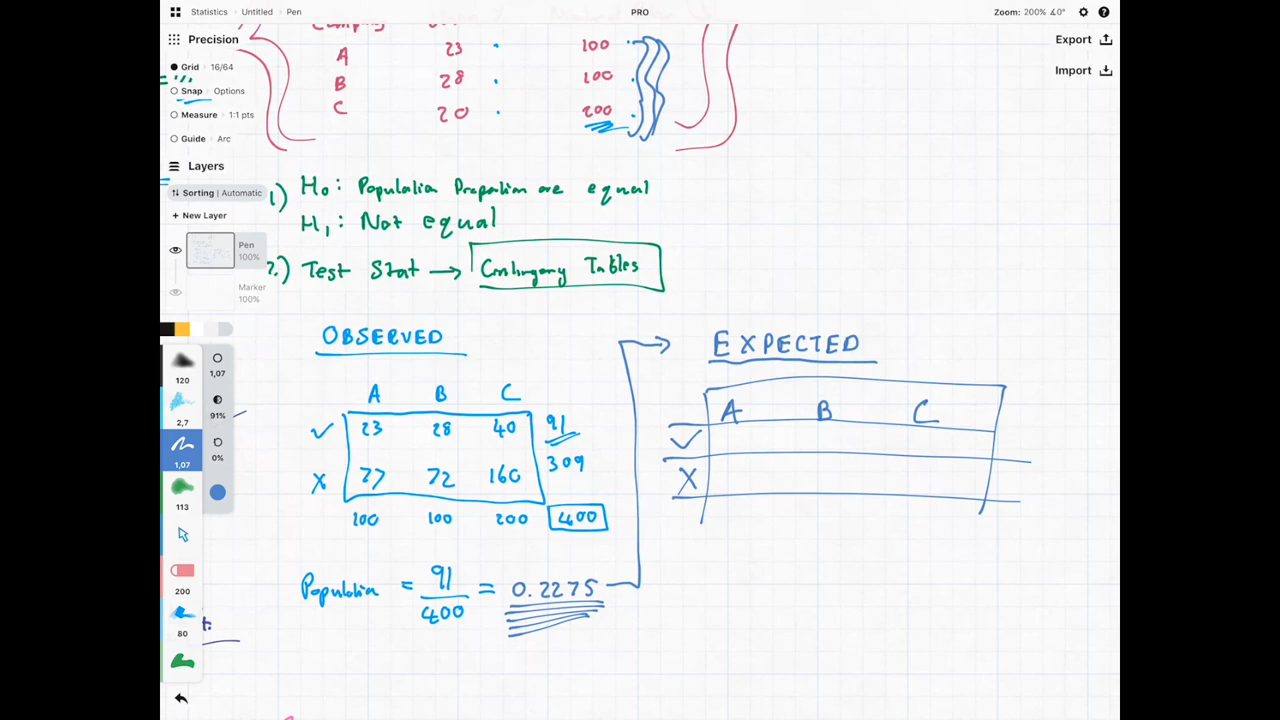 Statistics Untitled Pen
PRO
Zoom: 200% ∠0°
Precision
Grid 16/64
Snap Options
Measure 1:1 pts
Guide Arc
Layers
Sorting | Automatic
+ New Layer
Pen
100%
Marker
100%
120
2,7
1,07
113
200
80
1,07
91%
0%
Export
Import
A 23 100
B 28 100
C 20 200
1) H0: Population Proportion are equal
H1: Not equal
2.) Test Stat → Contingency Tables
OBSERVED
A B C
✓ 23 28 40 91
X 77 72 160 309
100 100 200 400
Population = 91/400 = 0.2275
EXPECTED
A B C
✓
X